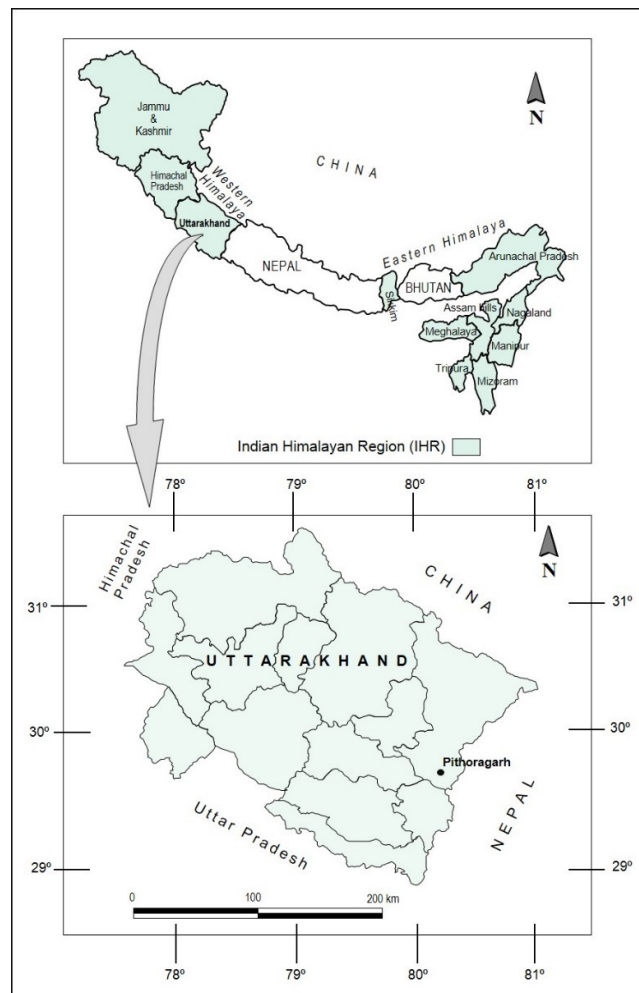 Jammu
&
Kashmir
Himachal
Pradesh
Western
Himalaya
Uttarakhand
CHINA
N
NEPAL
Eastern Himalaya
Sikkim
BHUTAN
Arunachal Pradesh
Assam hills
Nagaland
Meghalaya
Manipur
Tripura
Mizoram
Indian Himalayan Region (IHR)
78º 79º 80º 81º
Himachal
Pradesh
CHINA
N
31º 31º
UTTARAKHAND
30º 30º
Pithoragarh
NEPAL
Uttar Pradesh
29º 29º
0 100 200 km
78º 79º 80º 81º